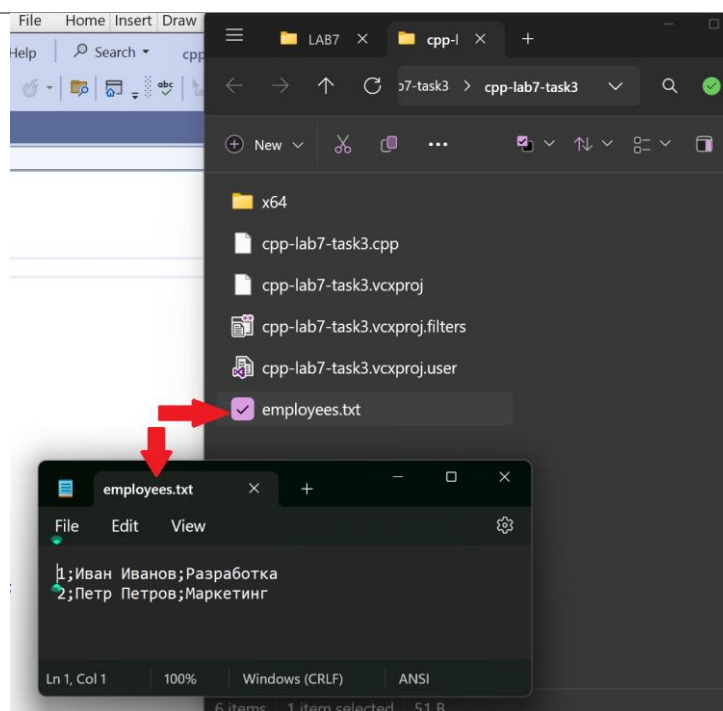 File Home Insert Draw
Help Search cpp
abc
LAB7 × cpp-l × +
b7-task3 > cpp-lab7-task3
New
x64
cpp-lab7-task3.cpp
cpp-lab7-task3.vcxproj
cpp-lab7-task3.vcxproj.filters
cpp-lab7-task3.vcxproj.user
employees.txt
employees.txt × +
File Edit View
1;Иван Иванов;Разработка
2;Петр Петров;Маркетинг
Ln 1, Col 1 100% Windows (CRLF) ANSI
6 items 1 item selected 51 B